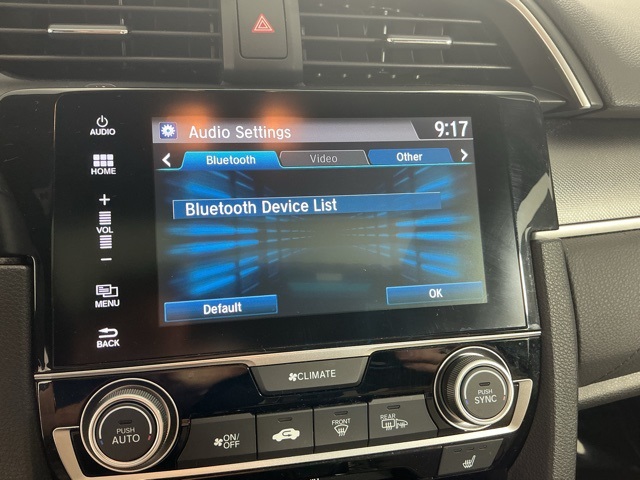 AUDIO
HOME
VOL
MENU
BACK
Audio Settings 9:17
Bluetooth Video Other
Bluetooth Device List
Default OK
CLIMATE
PUSH
AUTO
ON/
OFF
FRONT
REAR
PUSH
SYNC